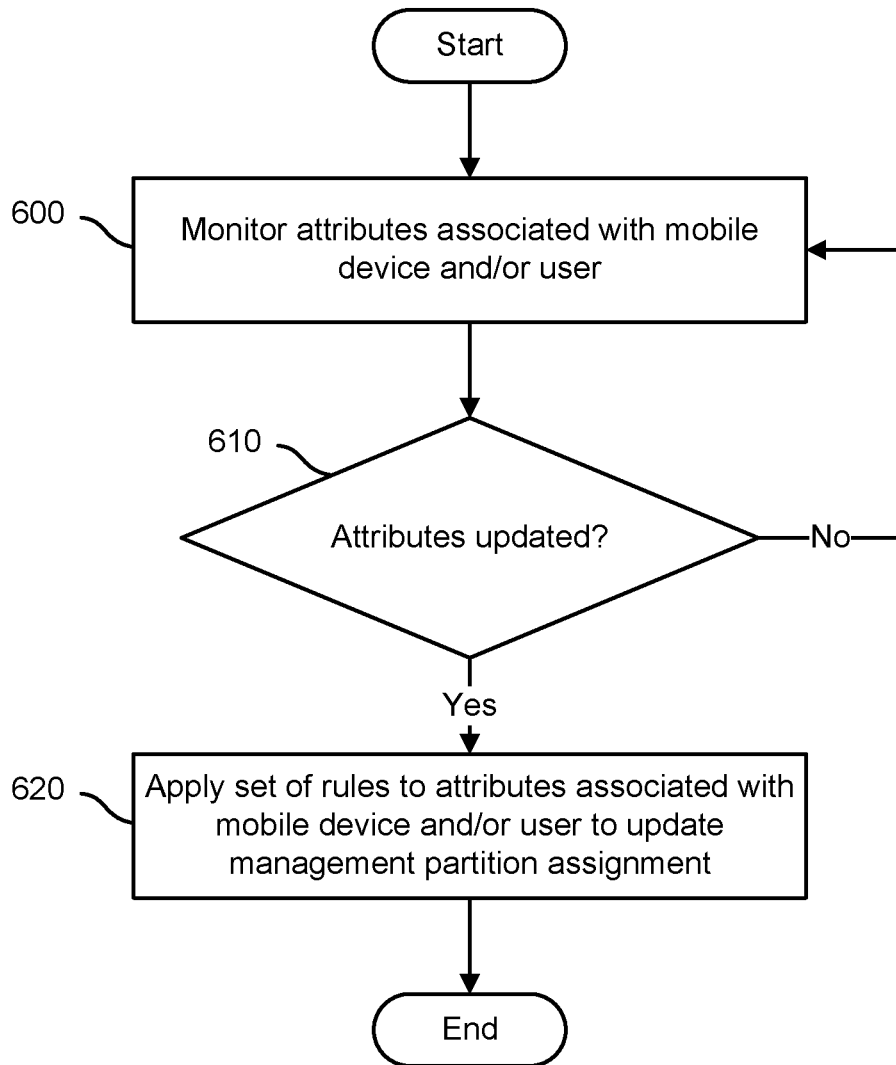 Start
600
Monitor attributes associated with mobile
device and/or user
610
Attributes updated?
No
Yes
620
Apply set of rules to attributes associated with
mobile device and/or user to update
management partition assignment
End